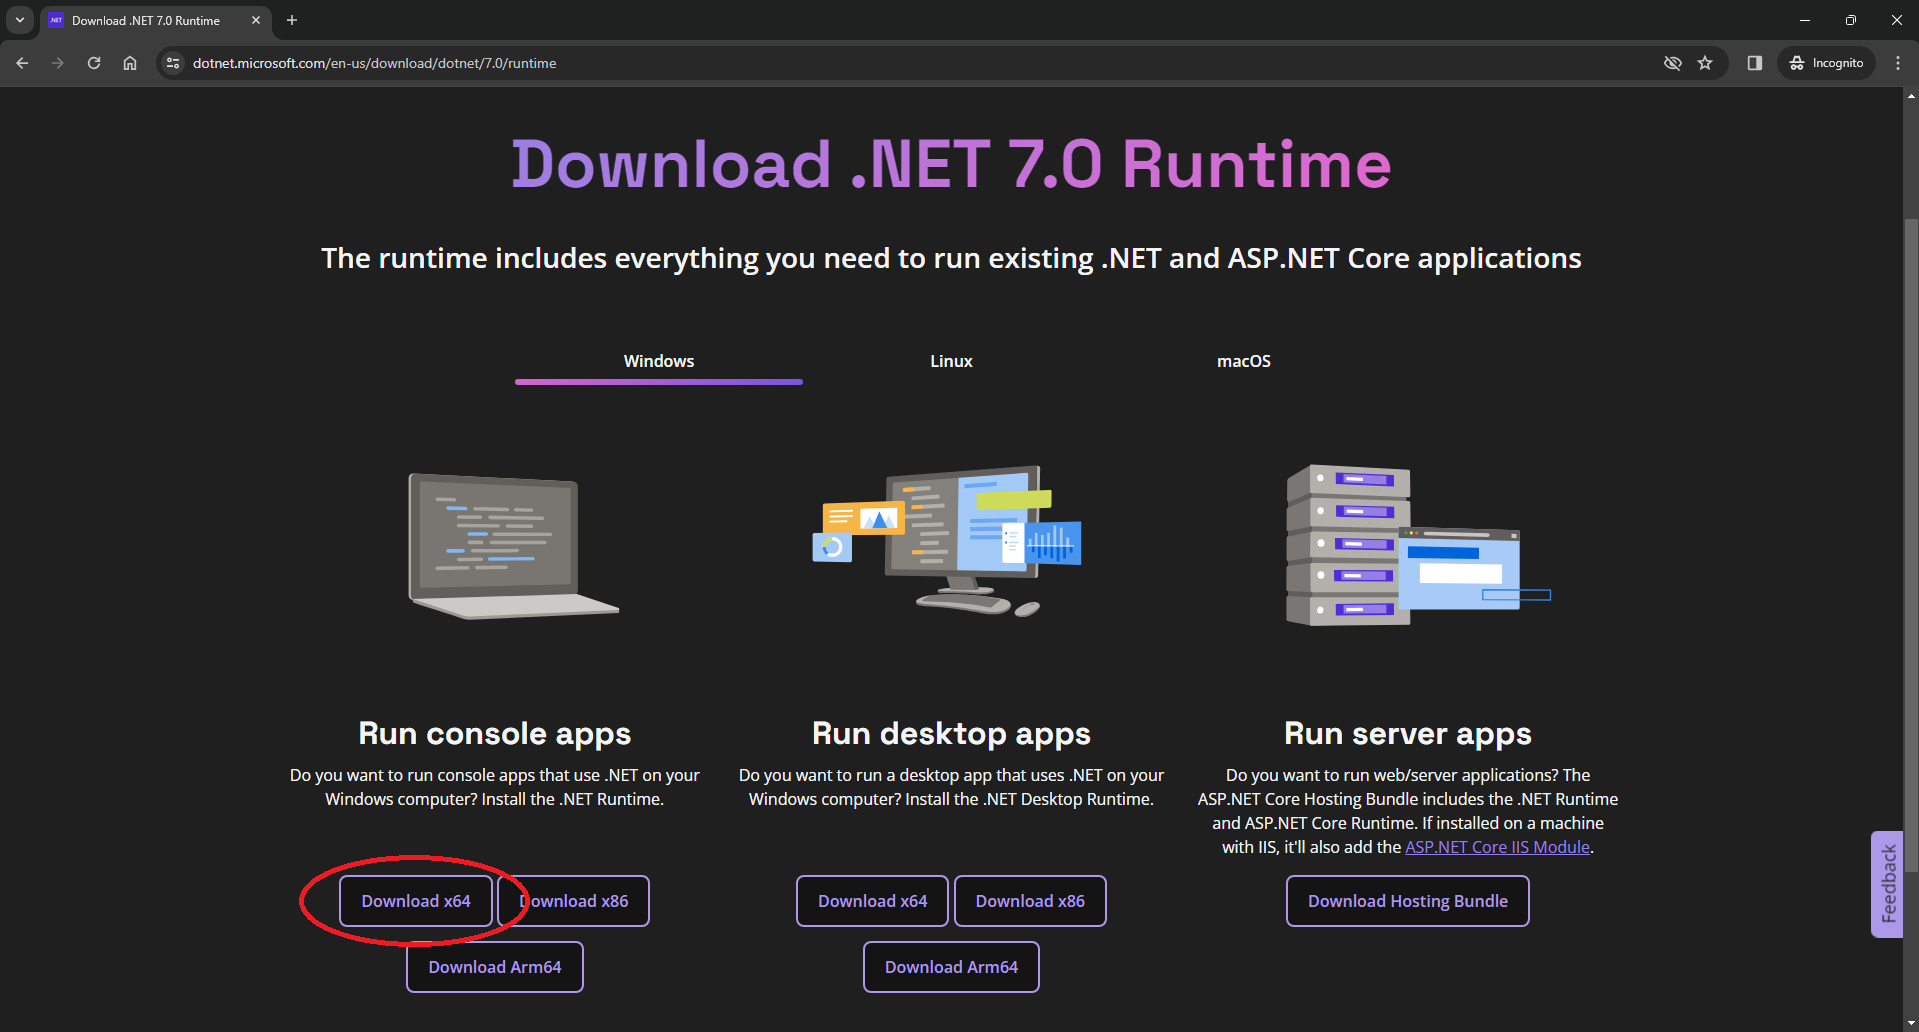 .NET
Download .NET 7.0 Runtime
dotnet.microsoft.com/en-us/download/dotnet/7.0/runtime
Incognito
Download .NET 7.0 Runtime
The runtime includes everything you need to run existing .NET and ASP.NET Core applications
Windows
Linux
macOS
Run console apps
Do you want to run console apps that use .NET on your
Windows computer? Install the .NET Runtime.
Download x64
Download x86
Download Arm64
Run desktop apps
Do you want to run a desktop app that uses .NET on your
Windows computer? Install the .NET Desktop Runtime.
Download x64
Download x86
Download Arm64
Run server apps
Do you want to run web/server applications? The
ASP.NET Core Hosting Bundle includes the .NET Runtime
and ASP.NET Core Runtime. If installed on a machine
with IIS, it'll also add the ASP.NET Core IIS Module.
Download Hosting Bundle
Feedback